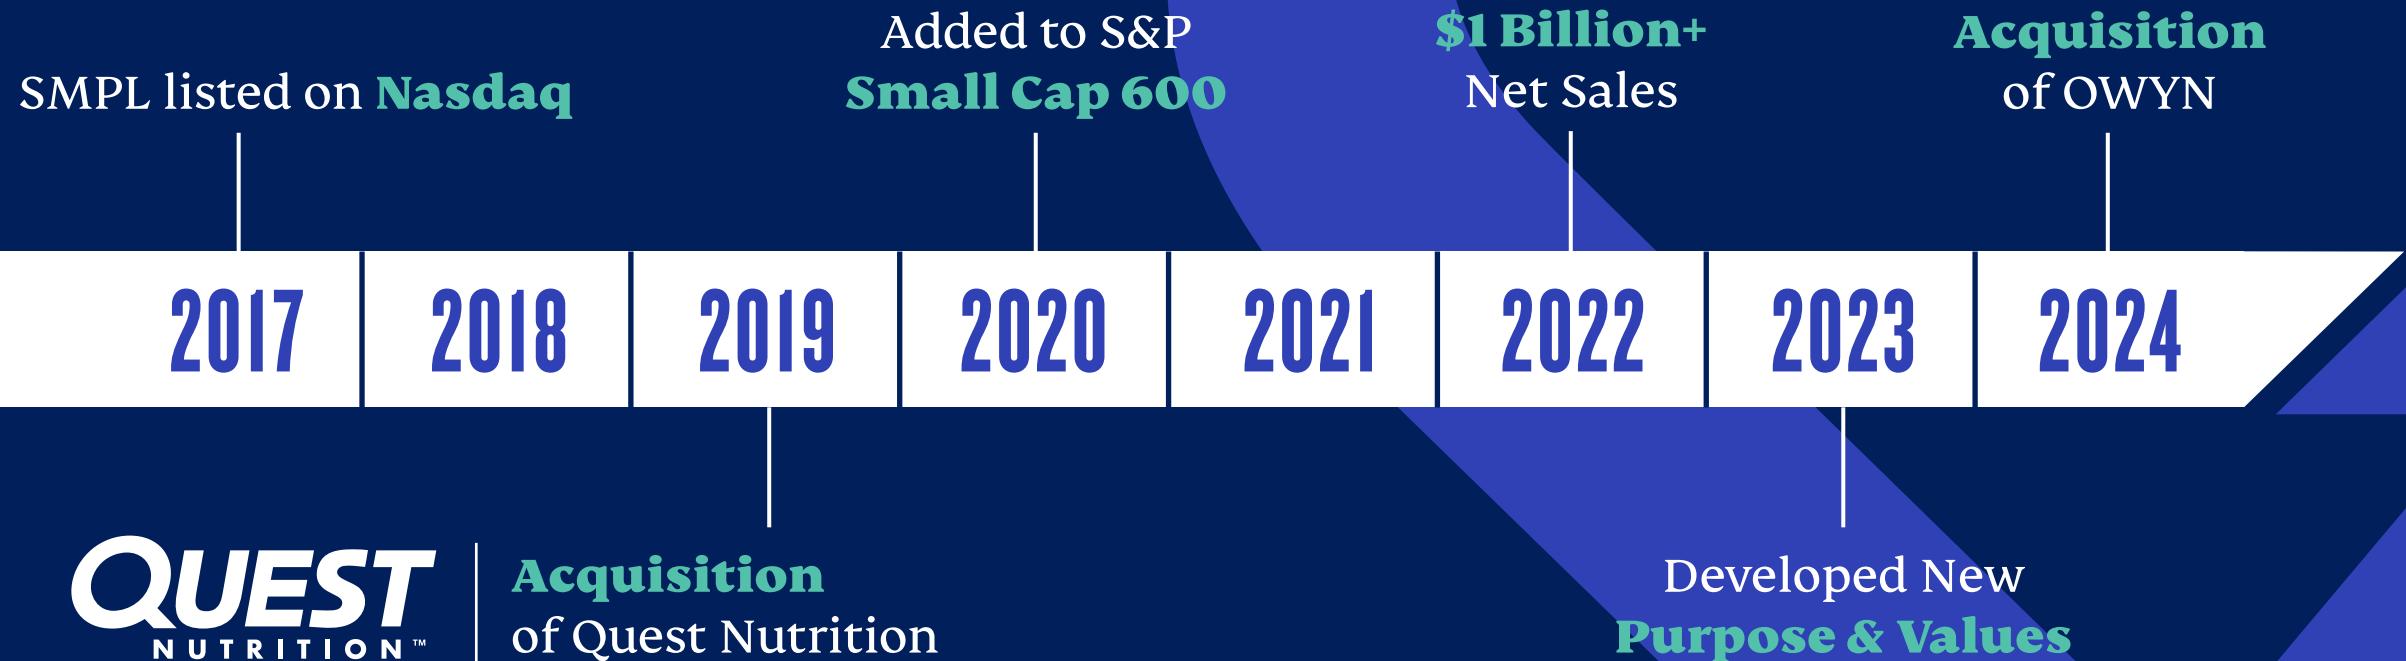 SMPL listed on Nasdaq
Added to S&P
Small Cap 600
$1 Billion+
Net Sales
Acquisition
of OWYN
2017 2018 2019 2020 2021 2022 2023 2024
QUEST
NUTRITION™
Acquisition
of Quest Nutrition
Developed New
Purpose & Values